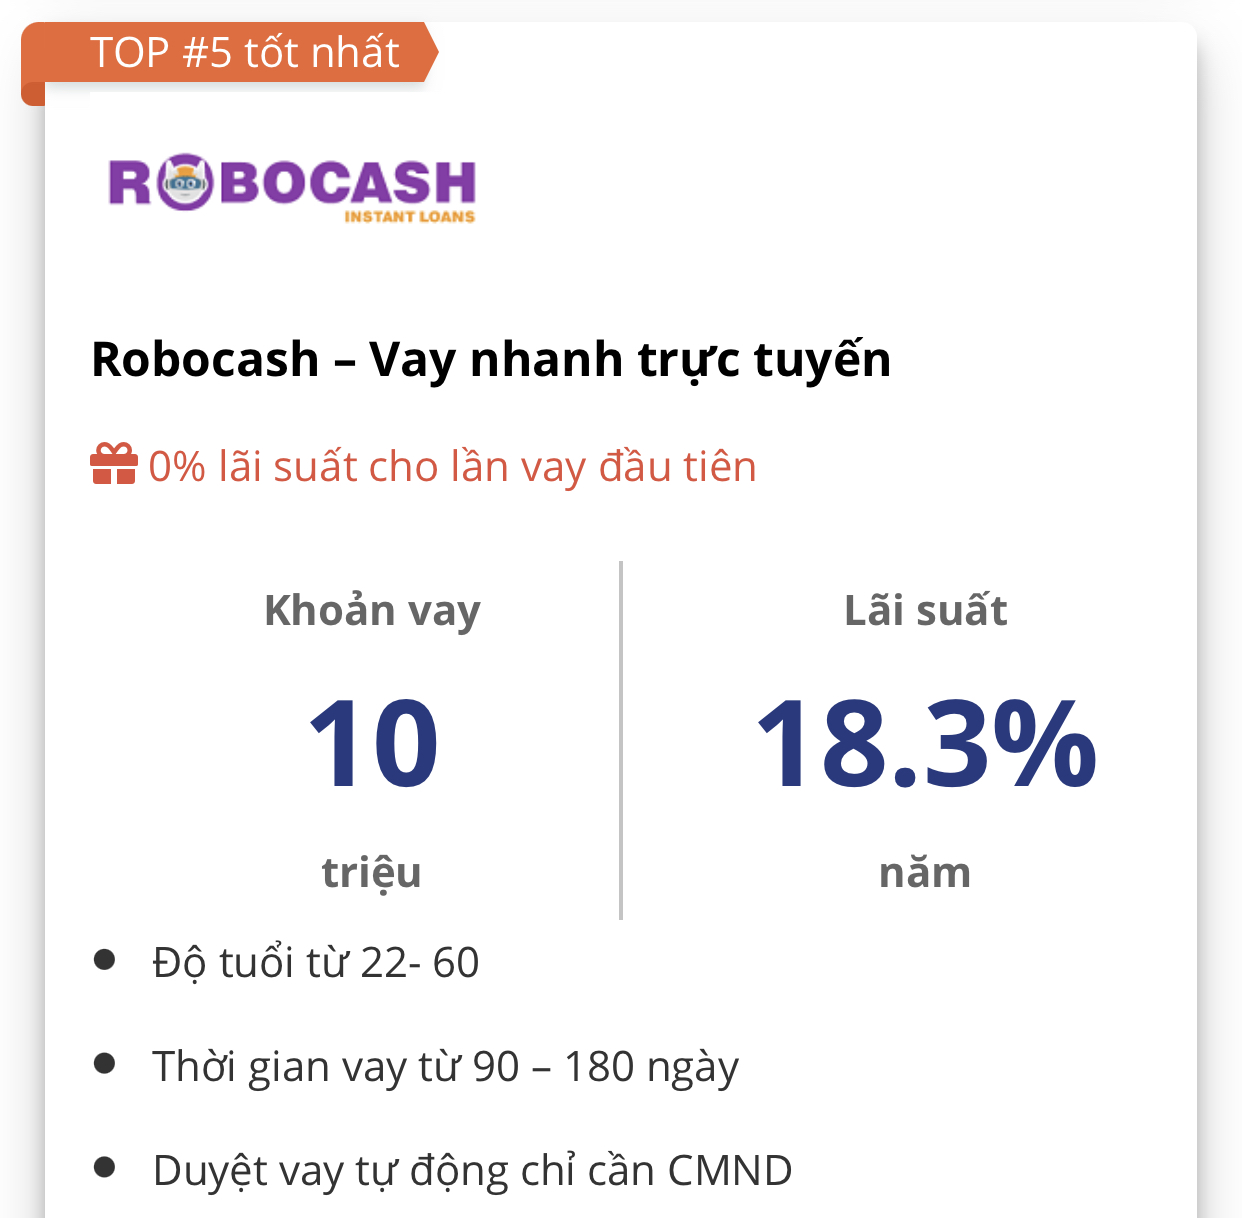 TOP #5 tốt nhất
ROBOCASH
INSTANT LOANS
Robocash – Vay nhanh trực tuyến
0% lãi suất cho lần vay đầu tiên
Khoản vay
10
triệu
Lãi suất
18.3%
năm
Độ tuổi từ 22- 60
Thời gian vay từ 90 – 180 ngày
Duyệt vay tự động chỉ cần CMND